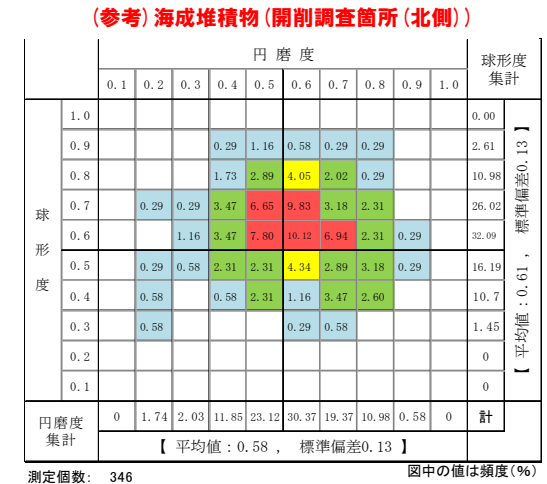 (参考)海成堆積物(開削調査箇所(北側))
円 磨 度
球形度
集計
0.1 0.2 0.3 0.4 0.5 0.6 0.7 0.8 0.9 1.0
球形度
1.0 0.00
0.9 0.29 1.16 0.58 0.29 0.29 2.61
0.8 1.73 2.89 4.05 2.02 0.29 10.98
0.7 0.29 0.29 3.47 6.65 9.83 3.18 2.31 26.02
0.6 1.16 3.47 7.80 10.12 6.94 2.31 0.29 32.09
0.5 0.29 0.58 2.31 2.31 4.34 2.89 3.18 0.29 16.19
0.4 0.58 0.58 2.31 1.16 3.47 2.60 10.7
0.3 0.58 0.29 0.58 1.45
0.2 0
0.1 0
【 平均値:0.61 , 標準偏差0.13 】
円磨度
集計
0 1.74 2.03 11.85 23.12 30.37 19.37 10.98 0.58 0 計
【 平均値:0.58 , 標準偏差0.13 】
測定個数: 346
図中の値は頻度(%)